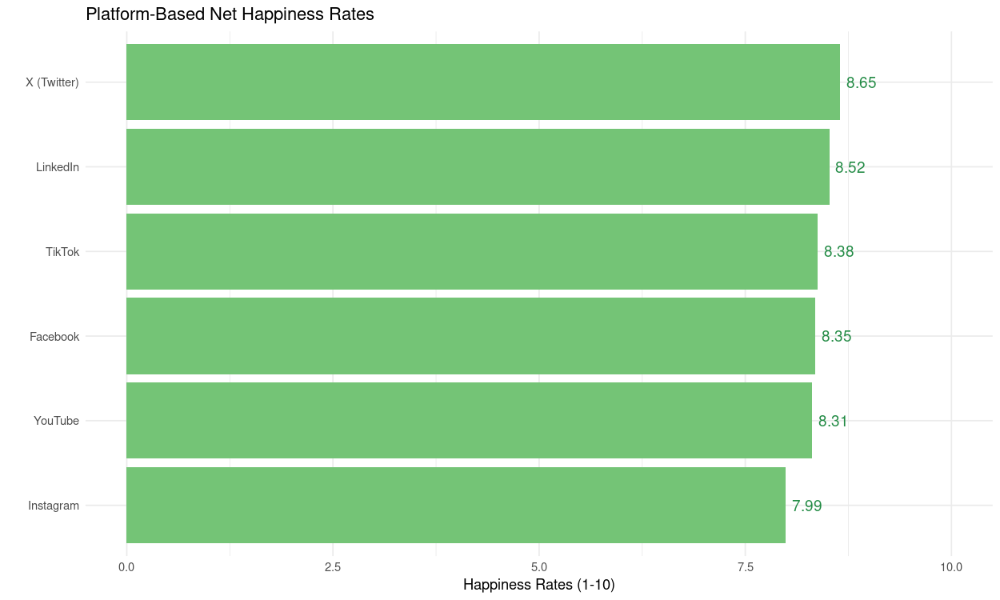 Platform-Based Net Happiness Rates
X (Twitter)
8.65
LinkedIn
8.52
TikTok
8.38
Facebook
8.35
YouTube
8.31
Instagram
7.99
0.0 2.5 5.0 7.5 10.0
Happiness Rates (1-10)